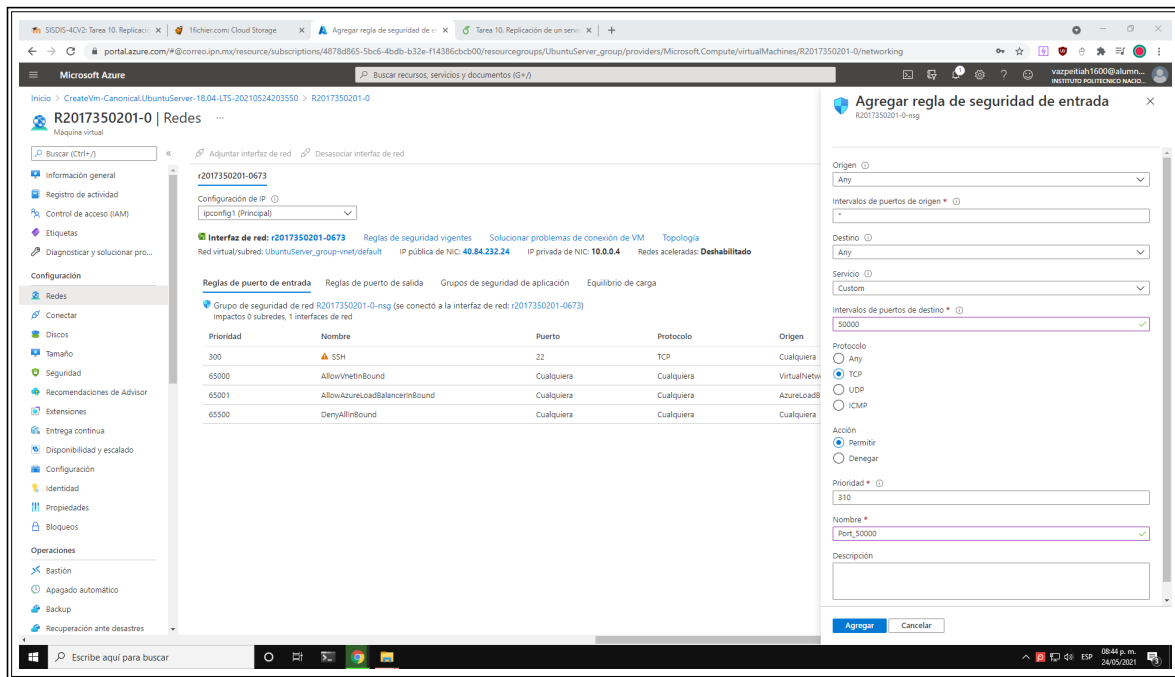 SISDIS-4CV2: Tarea 10. Replicaci
1fichier.com: Cloud Storage
Agregar regla de seguridad de e
Tarea 10. Replicación de un servi
portal.azure.com/#@correo.ipn.mx/resource/subscriptions/4878d865-5bc6-4bdb-b32e-f14386cbcb00/resourcegroups/UbuntuServer_group/providers/Microsoft.Compute/virtualMachines/R2017350201-0/networking
Microsoft Azure
Buscar recursos, servicios y documentos (G+/)
1
vazpeitiah1600@alumn...
INSTITUTO POLITECNICO NACIO...
Inicio > CreateVm-Canonical.UbuntuServer-18.04-LTS-20210524203550 > R2017350201-0
R2017350201-0 | Redes ...
Máquina virtual
Buscar (Ctrl+/)
«
Información general
Registro de actividad
Control de acceso (IAM)
Etiquetas
Diagnosticar y solucionar pro...
Configuración
Redes
Conectar
Discos
Tamaño
Seguridad
Recomendaciones de Advisor
Extensiones
Entrega continua
Disponibilidad y escalado
Configuración
Identidad
Propiedades
Bloqueos
Operaciones
Bastión
Apagado automático
Backup
Recuperación ante desastres
Adjuntar interfaz de red Desasociar interfaz de red
r2017350201-0673
Configuración de IP
ipconfig1 (Principal)
Interfaz de red: r2017350201-0673 Reglas de seguridad vigentes Solucionar problemas de conexión de VM Topología
Red virtual/subred: UbuntuServer_group-vnet/default IP pública de NIC: 40.84.232.24 IP privada de NIC: 10.0.0.4 Redes aceleradas: Deshabilitado
Reglas de puerto de entrada Reglas de puerto de salida Grupos de seguridad de aplicación Equilibrio de carga
Grupo de seguridad de red R2017350201-0-nsg (se conectó a la interfaz de red: r2017350201-0673)
Impactos 0 subredes, 1 interfaces de red
Prioridad Nombre Puerto Protocolo Origen
300 SSH 22 TCP Cualquiera
65000 AllowVnetInBound Cualquiera Cualquiera VirtualNetw
65001 AllowAzureLoadBalancerInBound Cualquiera Cualquiera AzureLoadB
65500 DenyAllInBound Cualquiera Cualquiera Cualquiera
Agregar regla de seguridad de entrada
R2017350201-0-nsg
Origen
Any
Intervalos de puertos de origen *
*
Destino
Any
Servicio
Custom
Intervalos de puertos de destino *
50000
Protocolo
Any
TCP
UDP
ICMP
Acción
Permitir
Denegar
Prioridad *
310
Nombre *
Port_50000
Descripción
Agregar Cancelar
Escribe aquí para buscar
ESP
08:44 p. m.
24/05/2021
3